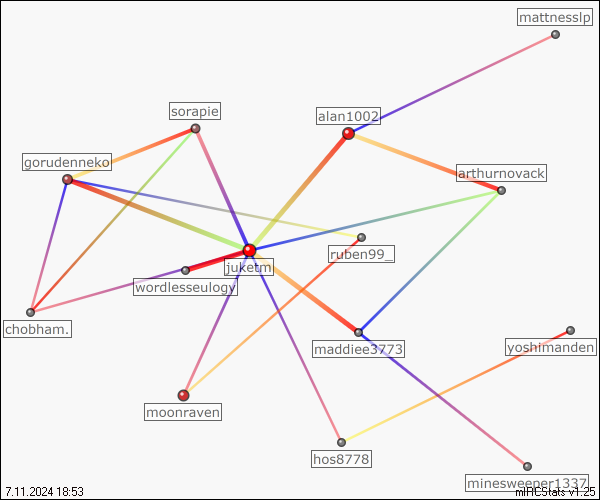 mattnesslp
sorapie
alan1002
gorudenneko
arthurnovack
ruben99_
juketm
wordlesseulogy
chobham.
maddiee3773
yoshimanden
moonraven
hos8778
minesweeper1337
7.11.2024 18:53
mIRCStats v1.25